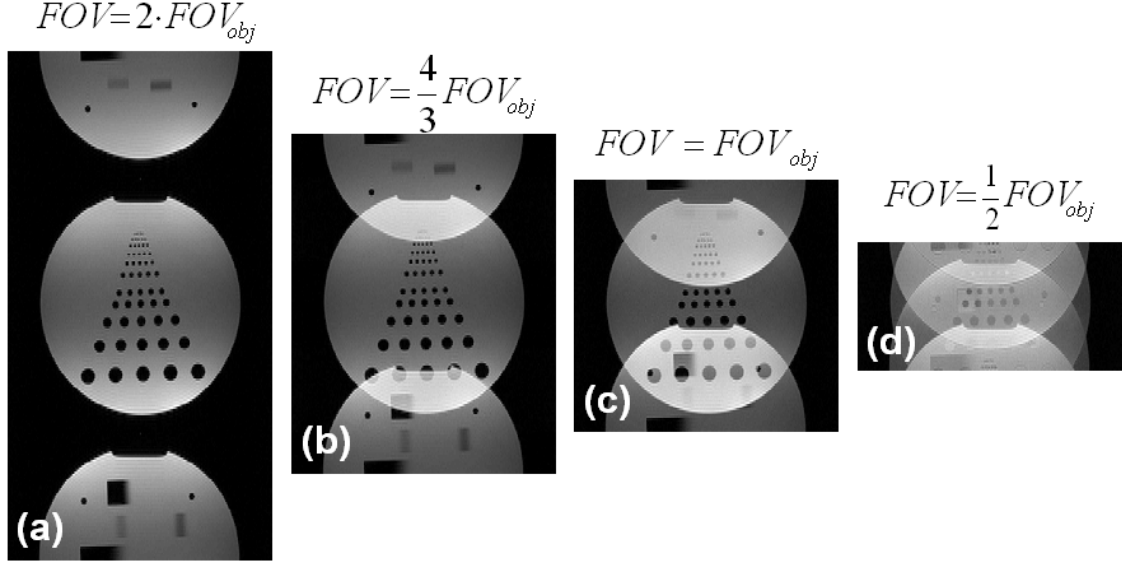 FOV = 2·FOV_obj
FOV = 4/3 FOV_obj
FOV = FOV_obj
FOV = 1/2 FOV_obj
(a)
(b)
(c)
(d)